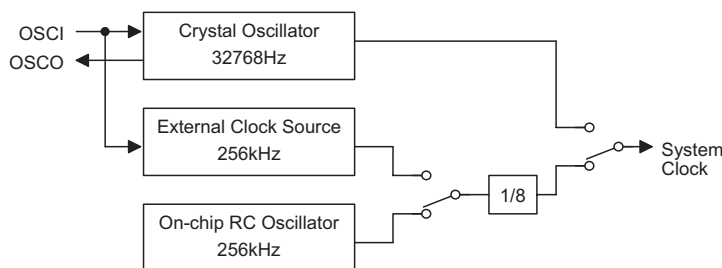 OSCI
OSCO
Crystal Oscillator
32768Hz
External Clock Source
256kHz
On-chip RC Oscillator
256kHz
1/8
System
Clock